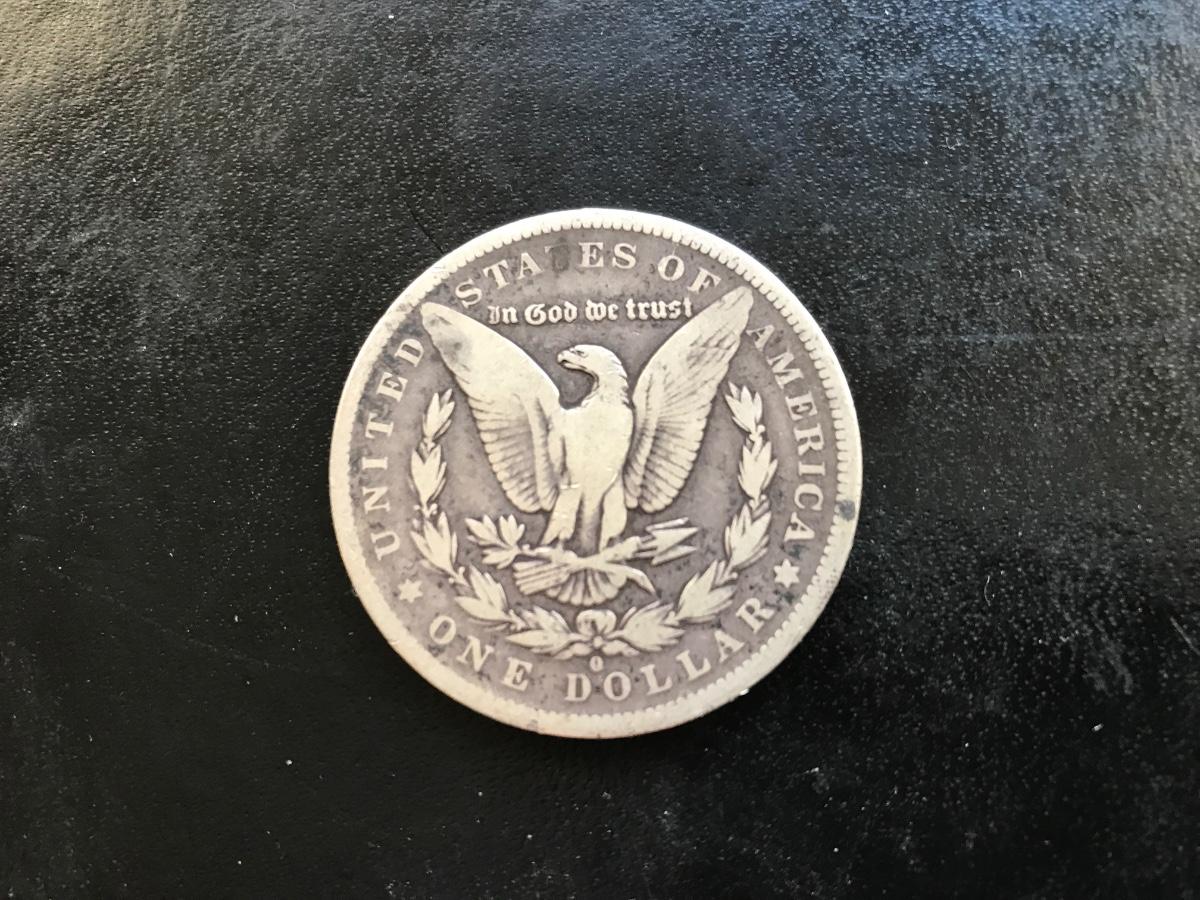 UNITED STATES OF AMERICA
In God we trust
O
ONE DOLLAR